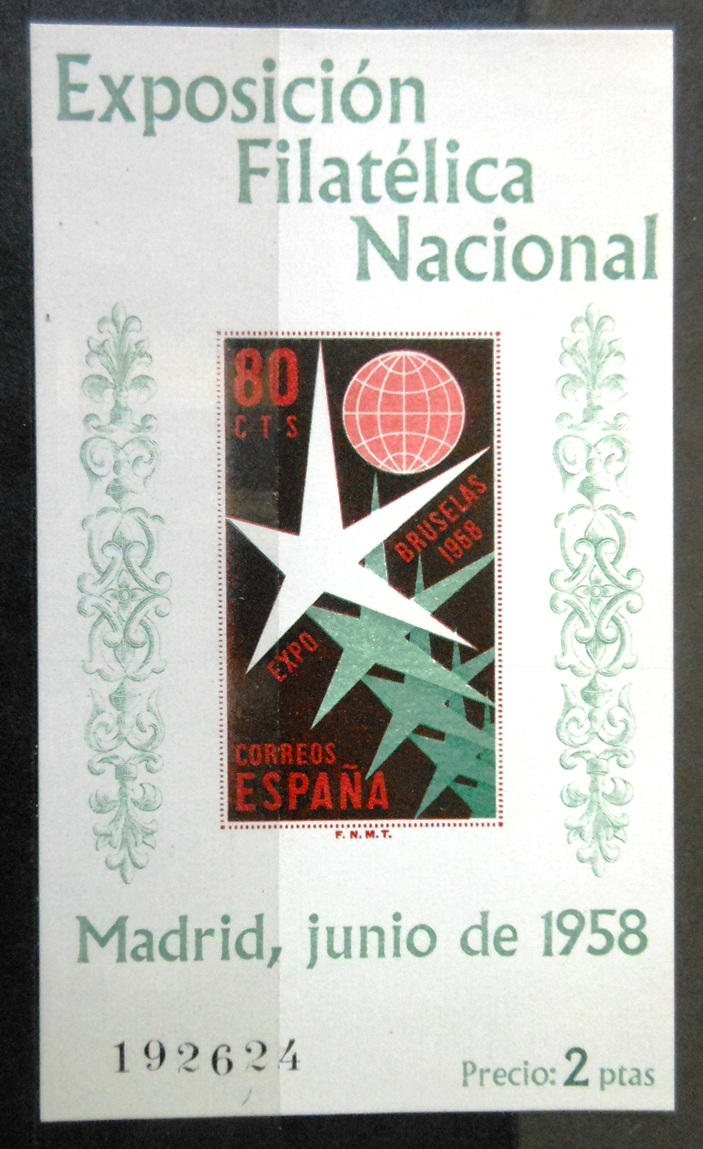 Exposición
Filatélica
Nacional
80
CTS
BRUSELAS
1958
EXPO
CORREOS
ESPAÑA
F.N.M.T.
Madrid, junio de 1958
192624
Precio: 2 ptas